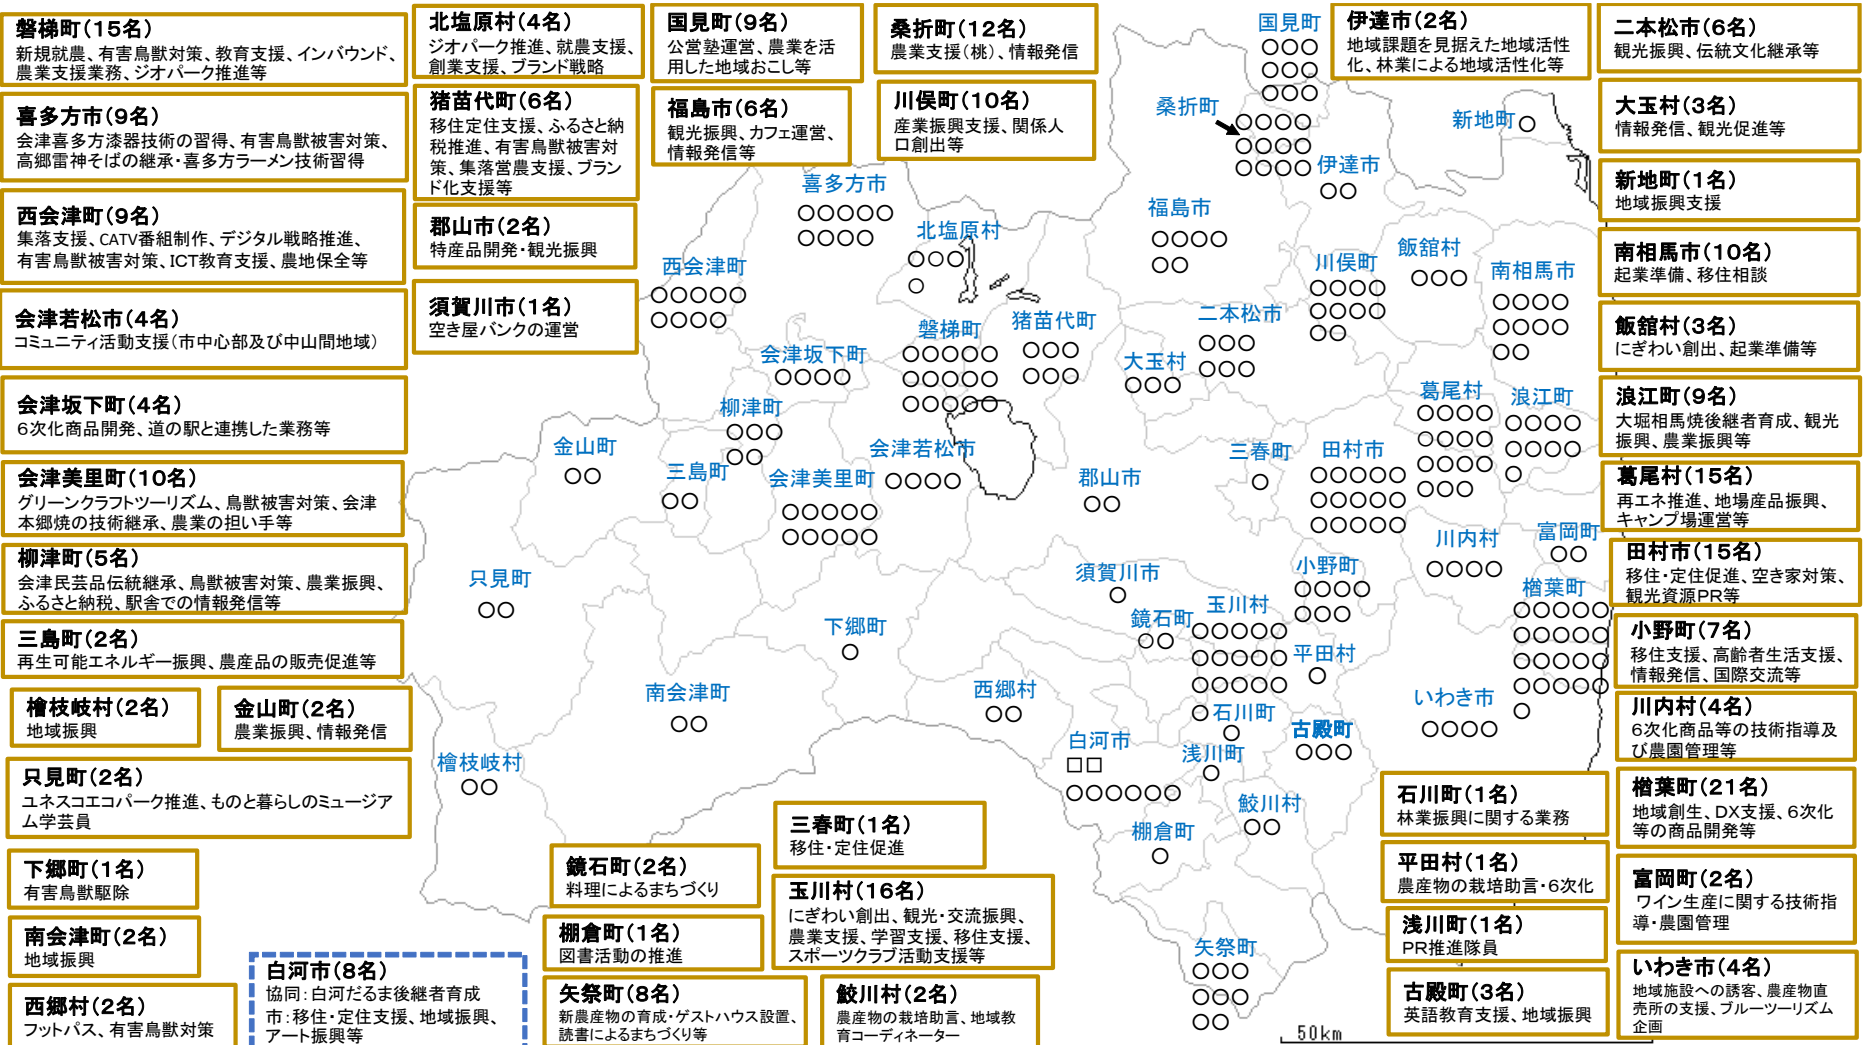 磐梯町(15名)
新規就農、有害鳥獣対策、教育支援、インバウンド、
農業支援業務、ジオパーク推進等
喜多方市(9名)
会津喜多方漆器技術の習得、有害鳥獣被害対策、
高郷雷神そばの継承・喜多方ラーメン技術習得
西会津町(9名)
集落支援、CATV番組制作、デジタル戦略推進、
有害鳥獣被害対策、ICT教育支援、農地保全等
会津若松市(4名)
コミュニティ活動支援(市中心部及び中山間地域)
会津坂下町(4名)
6次化商品開発、道の駅と連携した業務等
会津美里町(10名)
グリーンクラフトツーリズム、鳥獣被害対策、会津
本郷焼の技術継承、農業の担い手等
柳津町(5名)
会津民芸品伝統継承、鳥獣被害対策、農業振興、
ふるさと納税、駅舎での情報発信等
三島町(2名)
再生可能エネルギー振興、農産品の販売促進等
檜枝岐村(2名)
地域振興
金山町(2名)
農業振興、情報発信
只見町(2名)
ユネスコエコパーク推進、ものと暮らしのミュージア
ム学芸員
下郷町(1名)
有害鳥獣駆除
南会津町(2名)
地域振興
西郷村(2名)
フットパス、有害鳥獣対策
白河市(8名)
協同:白河だるま後継者育成
市:移住・定住支援、地域振興、
アート振興等
北塩原村(4名)
ジオパーク推進、就農支援、
創業支援、ブランド戦略
猪苗代町(6名)
移住定住支援、ふるさと納
税推進、有害鳥獣被害対
策、集落営農支援、ブラン
ド化支援等
郡山市(2名)
特産品開発・観光振興
須賀川市(1名)
空き屋バンクの運営
国見町(9名)
公営塾運営、農業を活
用した地域おこし等
福島市(6名)
観光振興、カフェ運営、
情報発信等
桑折町(12名)
農業支援(桃)、情報発信
川俣町(10名)
産業振興支援、関係人
口創出等
伊達市(2名)
地域課題を見据えた地域活性
化、林業による地域活性化等
二本松市(6名)
観光振興、伝統文化継承等
大玉村(3名)
情報発信、観光促進等
新地町(1名)
地域振興支援
南相馬市(10名)
起業準備、移住相談
飯舘村(3名)
にぎわい創出、起業準備等
浪江町(9名)
大堀相馬焼後継者育成、観光
振興、農業振興等
葛尾村(15名)
再エネ推進、地場産品振興、
キャンプ場運営等
田村市(15名)
移住・定住促進、空き家対策、
観光資源PR等
小野町(7名)
移住支援、高齢者生活支援、
情報発信、国際交流等
川内村(4名)
6次化商品等の技術指導及
び農園管理等
楢葉町(21名)
地域創生、DX支援、6次化
等の商品開発等
富岡町(2名)
ワイン生産に関する技術指
導・農園管理
いわき市(4名)
地域施設への誘客、農産物直
売所の支援、ブルーツーリズム
企画
石川町(1名)
林業振興に関する業務
平田村(1名)
農産物の栽培助言・6次化
浅川町(1名)
PR推進隊員
古殿町(3名)
英語教育支援、地域振興
三春町(1名)
移住・定住促進
鏡石町(2名)
料理によるまちづくり
玉川村(16名)
にぎわい創出、観光・交流振興、
農業支援、学習支援、移住支援、
スポーツクラブ活動支援等
棚倉町(1名)
図書活動の推進
矢祭町(8名)
新農産物の育成・ゲストハウス設置、
読書によるまちづくり等
鮫川村(2名)
農産物の栽培助言、地域教
育コーディネーター
国見町
○○○
○○○
○○○
桑折町
○○○○
○○○○
○○○○
伊達市
○○
新地町○
喜多方市
○○○○○
○○○○
北塩原村
○○○
○
福島市
○○○○
○○
川俣町
○○○○
○○○○
○○
飯舘村
○○○
南相馬市
○○○○
○○○○
○○
西会津町
○○○○○
○○○○
磐梯町
○○○○○
○○○○○
○○○○○
猪苗代町
○○○
○○○
二本松市
○○○
○○○
会津坂下町
○○○○
大玉村
○○○
葛尾村
○○○○
○○○○
○○○○
○○○
浪江町
○○○○
○○○○
○
柳津町
○○○
○○
金山町
○○
三島町
○○
会津美里町
○○○○○
○○○○○
会津若松市
○○○○
郡山市
○○
三春町
○
田村市
○○○○○
○○○○○
○○○○○
川内村
○○○○
富岡町
○○
只見町
○○
須賀川市
○
小野町
○○○○
○○○
楢葉町
○○○○○
○○○○○
○○○○○
○○○○○
○
下郷町
○
鏡石町
○○
玉川村
○○○○○
○○○○○
○○○○○
○
平田村
○
南会津町
○○
西郷村
○○
石川町
○
古殿町
○○○
いわき市
○○○○
檜枝岐村
○○
白河市
□□
○○○○○○
浅川町
○
鮫川村
○○
棚倉町
○
矢祭町
○○○
○○○
○○
50km